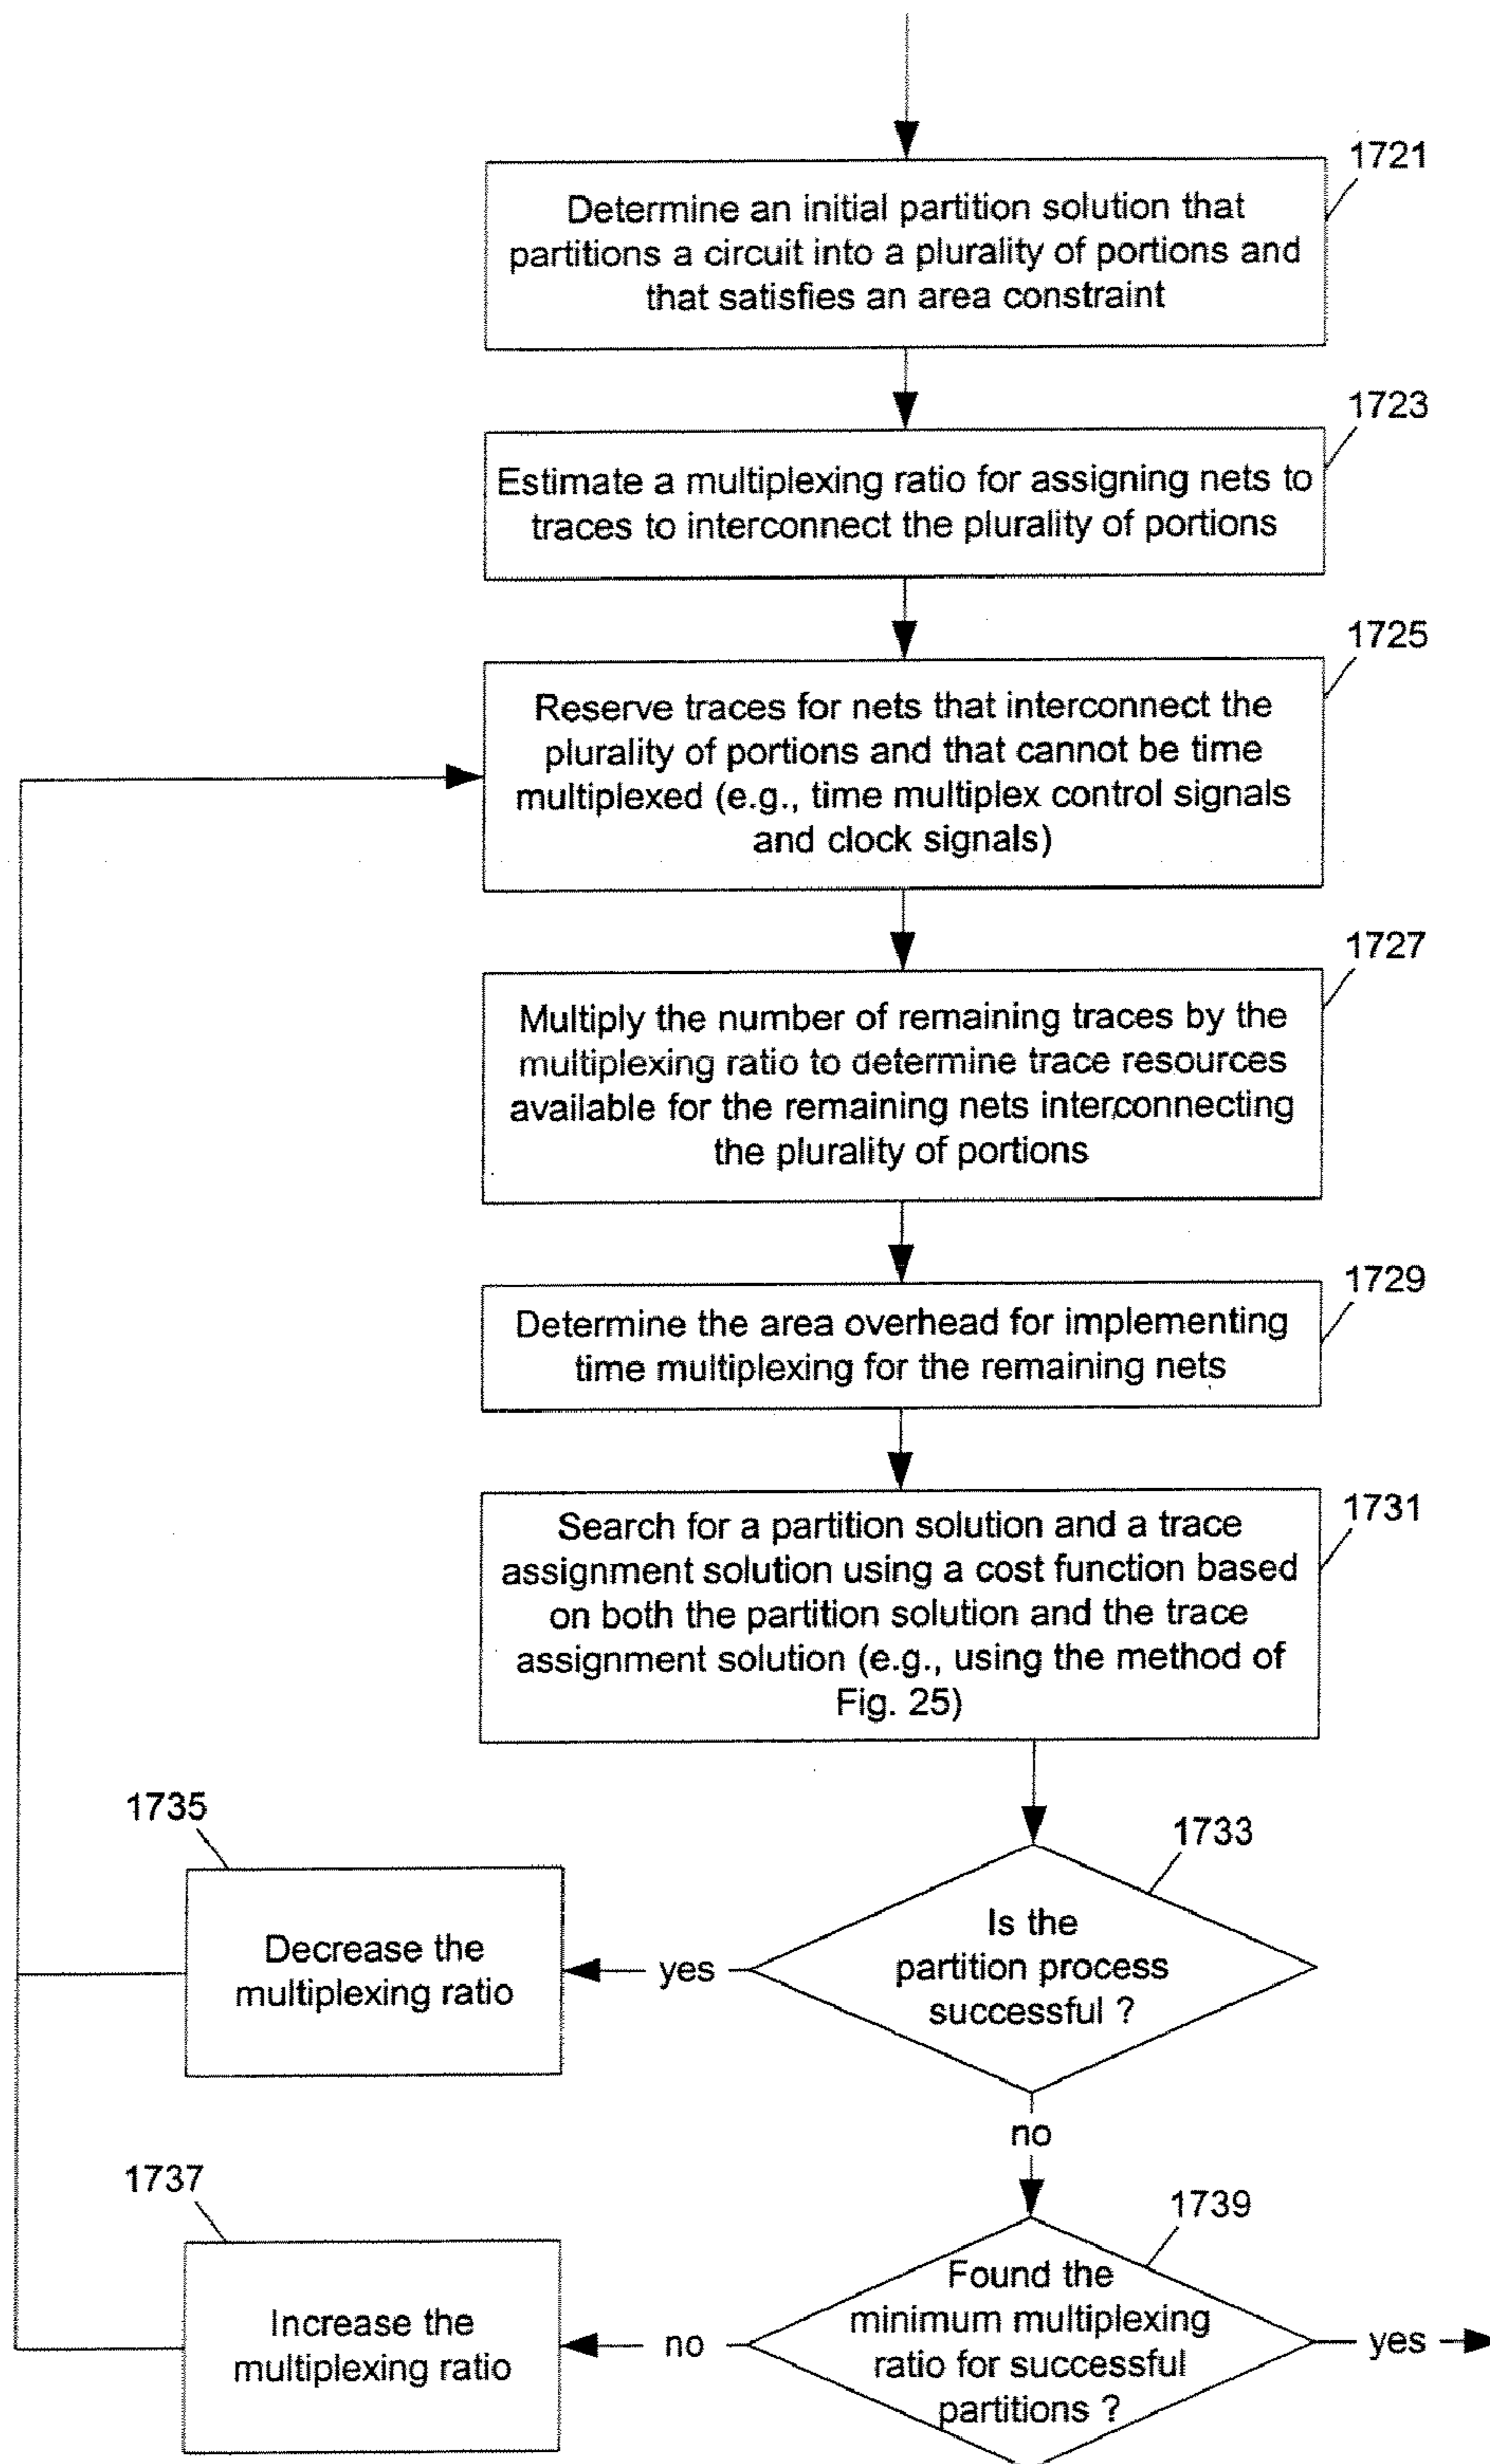 1721
Determine an initial partition solution that
partitions a circuit into a plurality of portions and
that satisfies an area constraint
1723
Estimate a multiplexing ratio for assigning nets to
traces to interconnect the plurality of portions
1725
Reserve traces for nets that interconnect the
plurality of portions and that cannot be time
multiplexed (e.g., time multiplex control signals
and clock signals)
1727
Multiply the number of remaining traces by the
multiplexing ratio to determine trace resources
available for the remaining nets interconnecting
the plurality of portions
1729
Determine the area overhead for implementing
time multiplexing for the remaining nets
1731
Search for a partition solution and a trace
assignment solution using a cost function based
on both the partition solution and the trace
assignment solution (e.g., using the method of
Fig. 25)
1733
Is the
partition process
successful ?
yes
1735
Decrease the
multiplexing ratio
no
1739
Found the
minimum multiplexing
ratio for successful
partitions ?
yes
no
1737
Increase the
multiplexing ratio